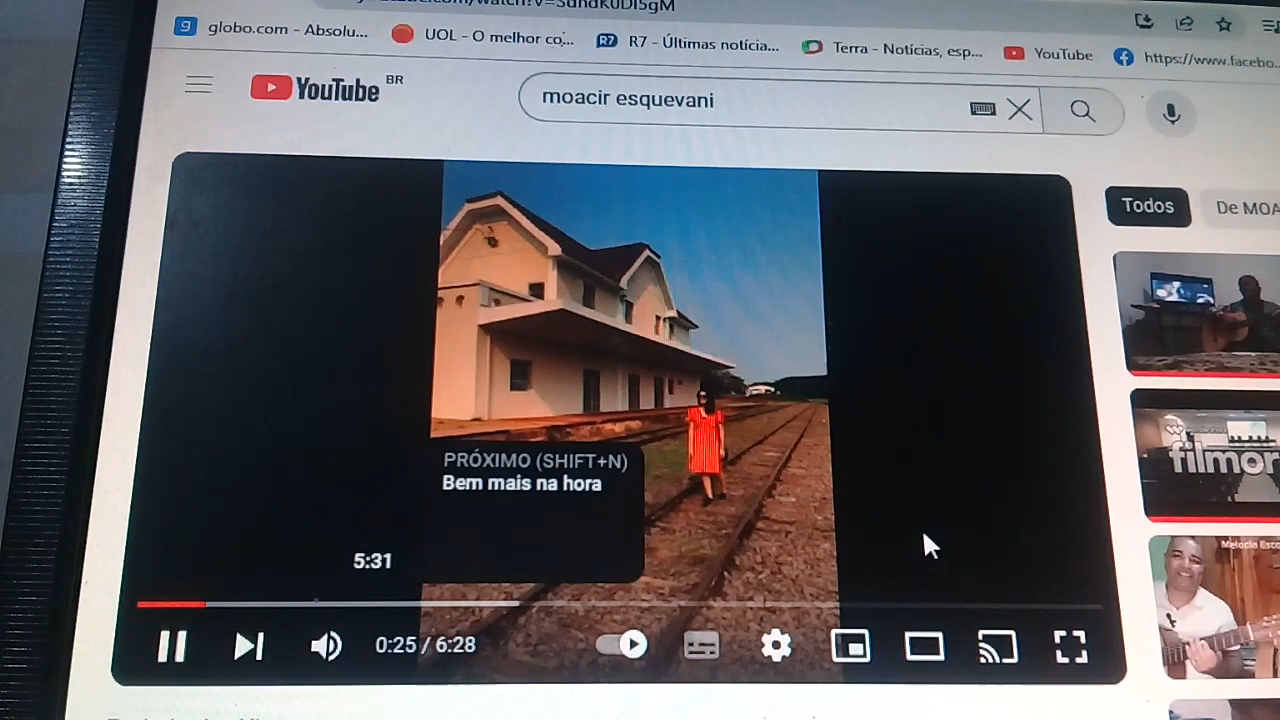 globo.com - Absolu...
UOL - O melhor co...
R7 - Últimas notícia...
Terra - Notícias, esp...
YouTube
https://www.facebo...
YouTube BR
moacir esquevani
Todos
De MOA
PRÓXIMO (SHIFT+N)
Bem mais na hora
5:31
0:25 / 6:28
filmor